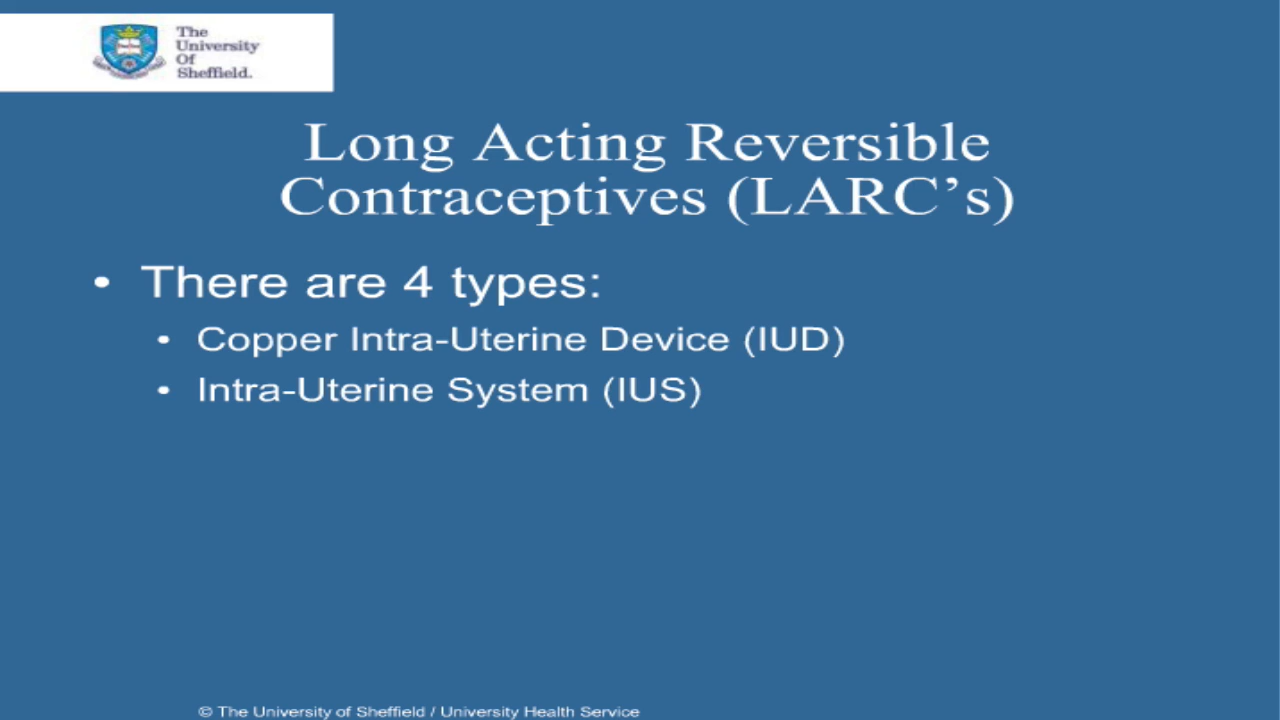 The
University
Of
Sheffield.
Long Acting Reversible
Contraceptives (LARC’s)
• There are 4 types:
• Copper Intra-Uterine Device (IUD)
• Intra-Uterine System (IUS)
© The University of Sheffield / University Health Service